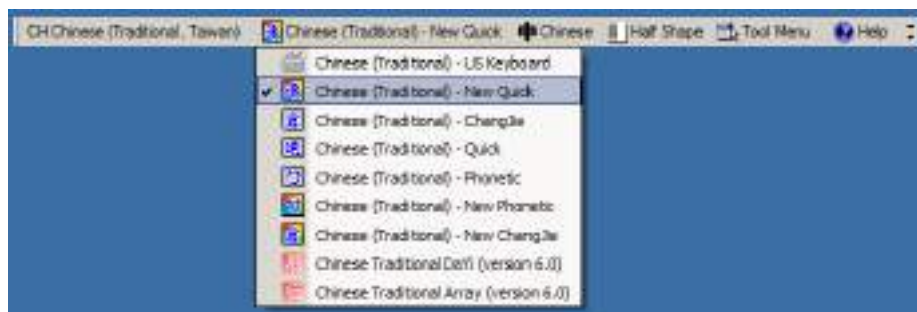 CH Chinese (Traditional, Taiwan) Chinese (Traditional) - New Quick Chinese Half Shape Tool Menu Help
Chinese (Traditional) - US Keyboard
Chinese (Traditional) - New Quick
Chinese (Traditional) - ChangJie
Chinese (Traditional) - Quick
Chinese (Traditional) - Phonetic
Chinese (Traditional) - New Phonetic
Chinese (Traditional) - New ChangJie
Chinese Traditional DaYi (version 6.0)
Chinese Traditional Array (version 6.0)